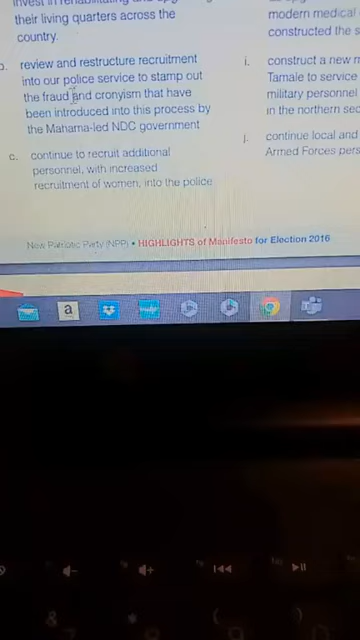 their living quarters across the
country.
review and restructure recruitment
into our police service to stamp out
the fraud and cronyism that have
been introduced into this process by
the Mahama-led NDC government
c. continue to recruit additional
personnel, with increased
recruitment of women, into the police
modern medical
constructed the
i. construct a new
Tamale to service
military personnel
in the northern
j. continue local and
Armed Forces
New Patriotic Party (NPP) • HIGHLIGHTS of Manifesto for Election 2016
a